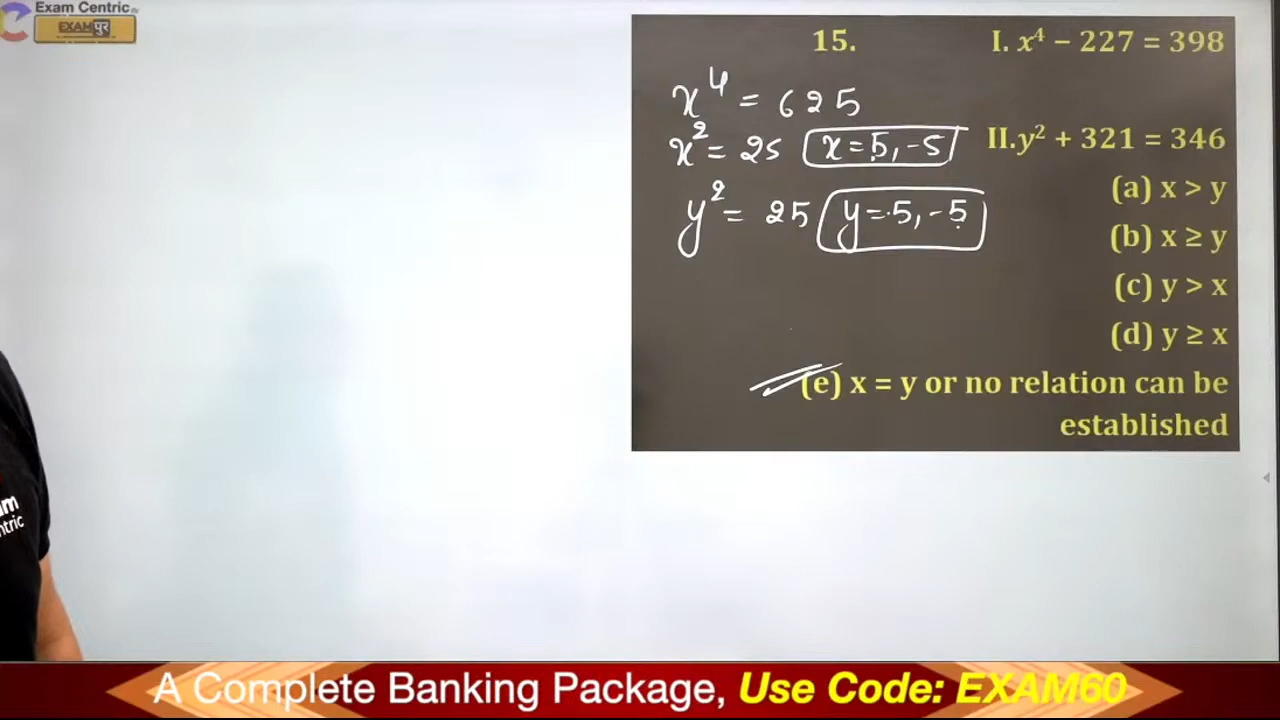 Exam Centric
EXAMपुर
15.
I. x⁴ − 227 = 398
x⁴ = 625
x² = 25 x = 5, -5
II.y² + 321 = 346
y² = 25 y = 5, -5
(a) x > y
(b) x ≥ y
(c) y > x
(d) y ≥ x
(e) x = y or no relation can be
established
ntric
A Complete Banking Package, Use Code: EXAM60